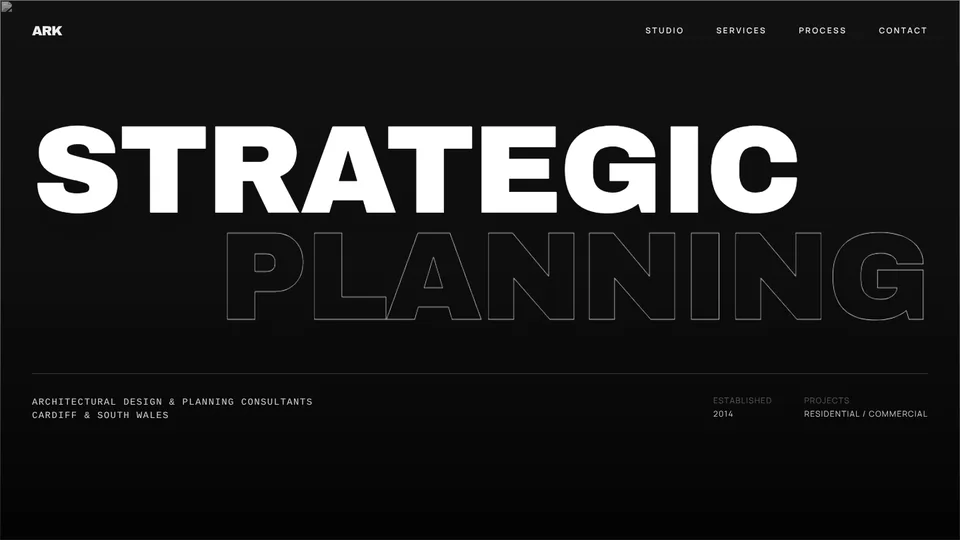 ARK
STUDIO SERVICES PROCESS CONTACT
STRATEGIC
PLANNING
ARCHITECTURAL DESIGN & PLANNING CONSULTANTS
CARDIFF & SOUTH WALES
ESTABLISHED
2014
PROJECTS
RESIDENTIAL / COMMERCIAL